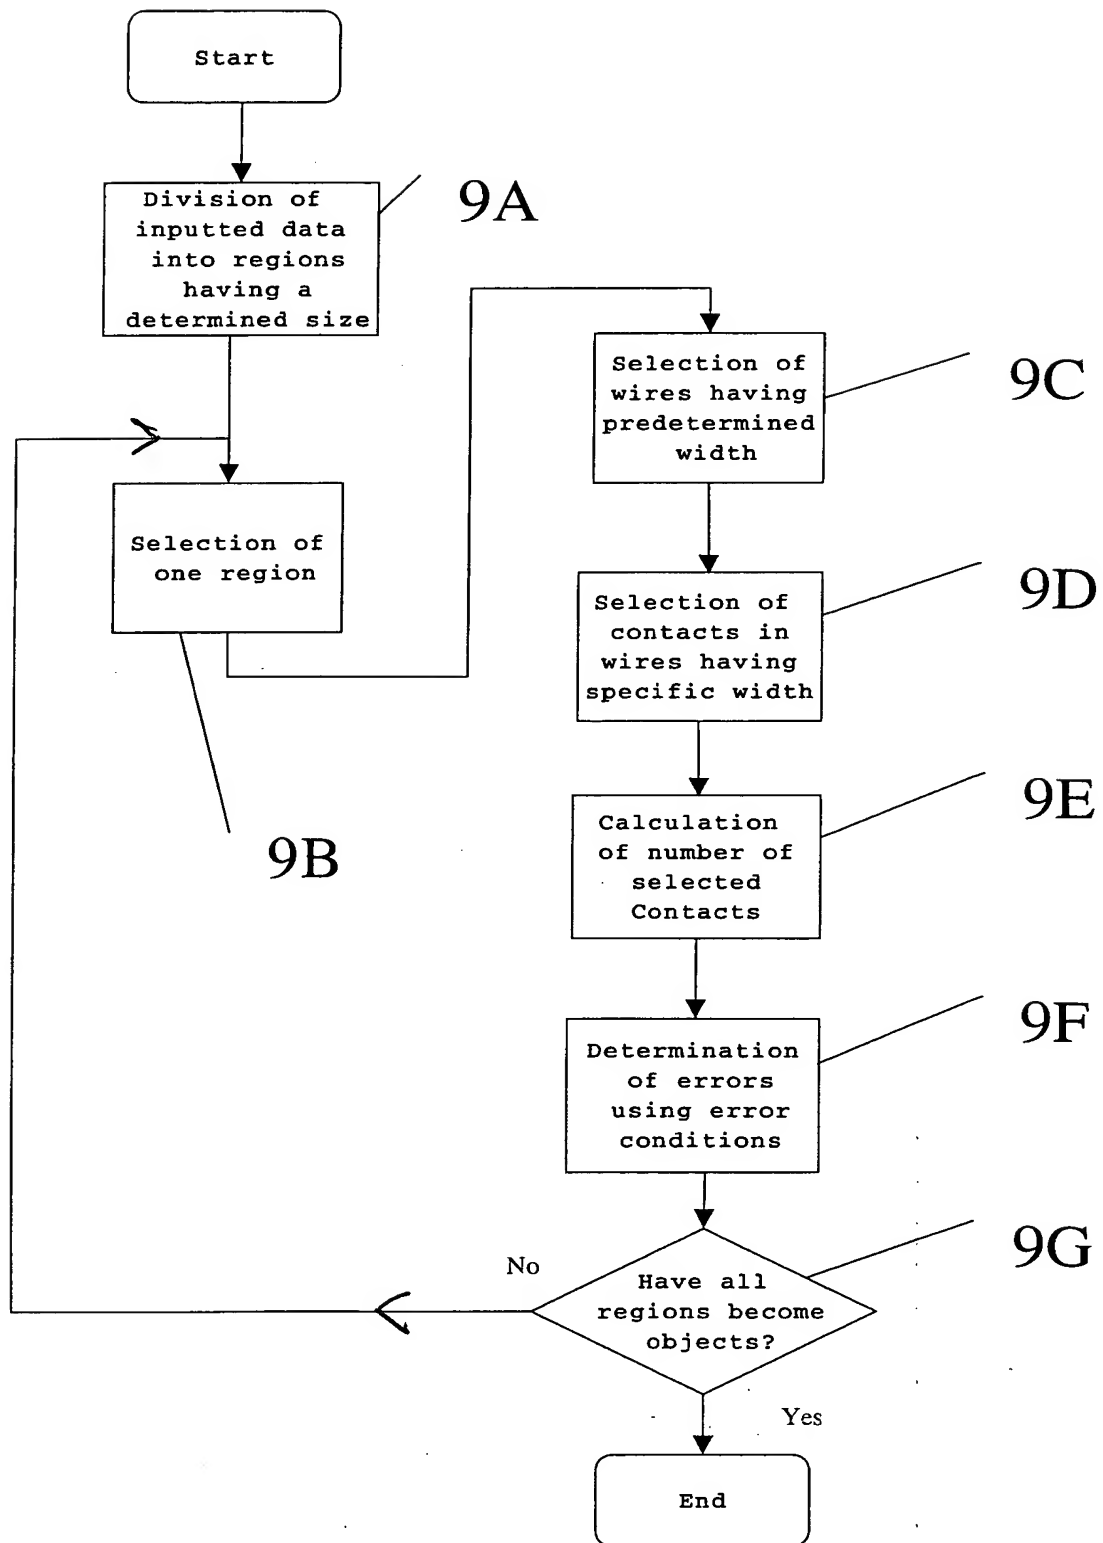 Start
Division of
inputted data
into regions
having a
determined size
9A
Selection of
one region
9B
Selection of
wires having
predetermined
width
9C
Selection of
contacts in
wires having
specific width
9D
Calculation
of number of
selected
Contacts
9E
Determination
of errors
using error
conditions
9F
Have all
regions become
objects?
9G
No
Yes
End